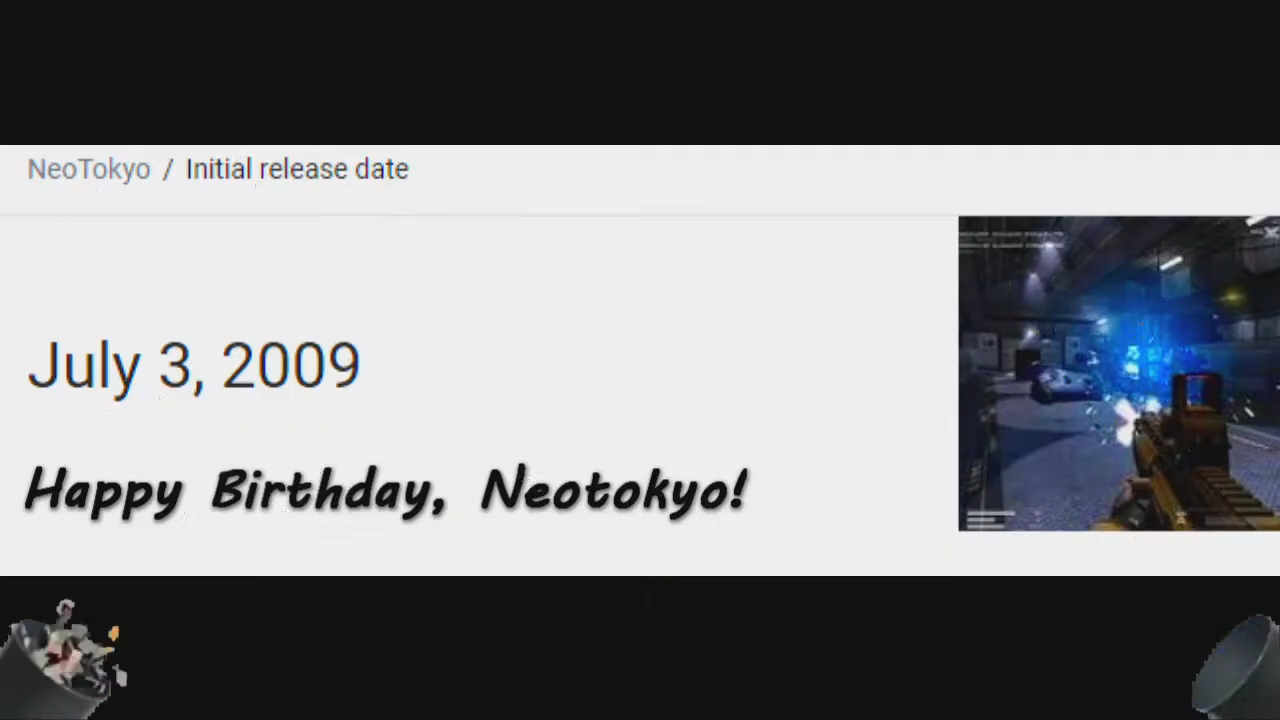 NeoTokyo / Initial release date
July 3, 2009
Happy Birthday, Neotokyo!